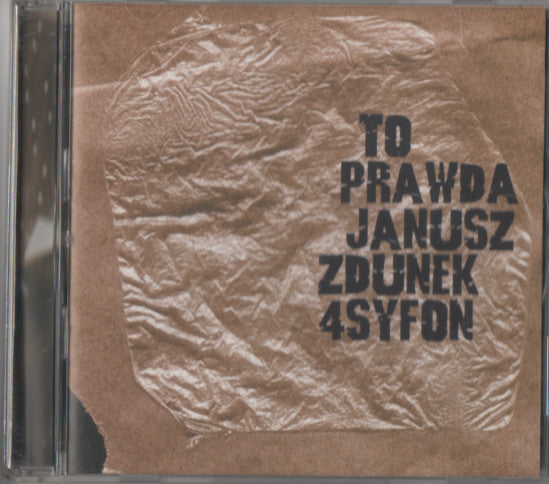 TO
PRAWDA
JANUSZ
ZDUNEK
4SYFON